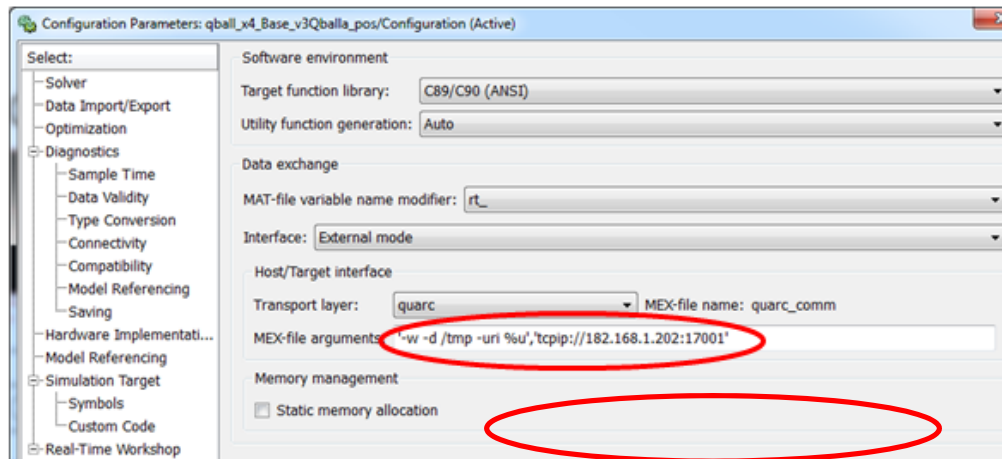 Configuration Parameters: qball_x4_Base_v3Qballa_pos/Configuration (Active)
Select:
Solver
Data Import/Export
Optimization
Diagnostics
Sample Time
Data Validity
Type Conversion
Connectivity
Compatibility
Model Referencing
Saving
Hardware Implementati...
Model Referencing
Simulation Target
Symbols
Custom Code
Real-Time Workshop
Software environment
Target function library: C89/C90 (ANSI)
Utility function generation: Auto
Data exchange
MAT-file variable name modifier: rt_
Interface: External mode
Host/Target interface
Transport layer: quarc MEX-file name: quarc_comm
MEX-file arguments '-w -d /tmp -uri %u','tcpip://182.168.1.202:17001'
Memory management
Static memory allocation